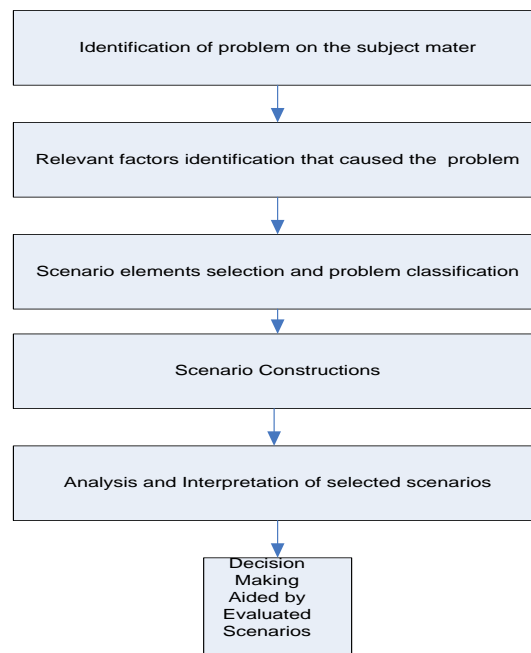 Identification of problem on the subject mater
Relevant factors identification that caused the problem
Scenario elements selection and problem classification
Scenario Constructions
Analysis and Interpretation of selected scenarios
Decision
Making
Aided by
Evaluated
Scenarios